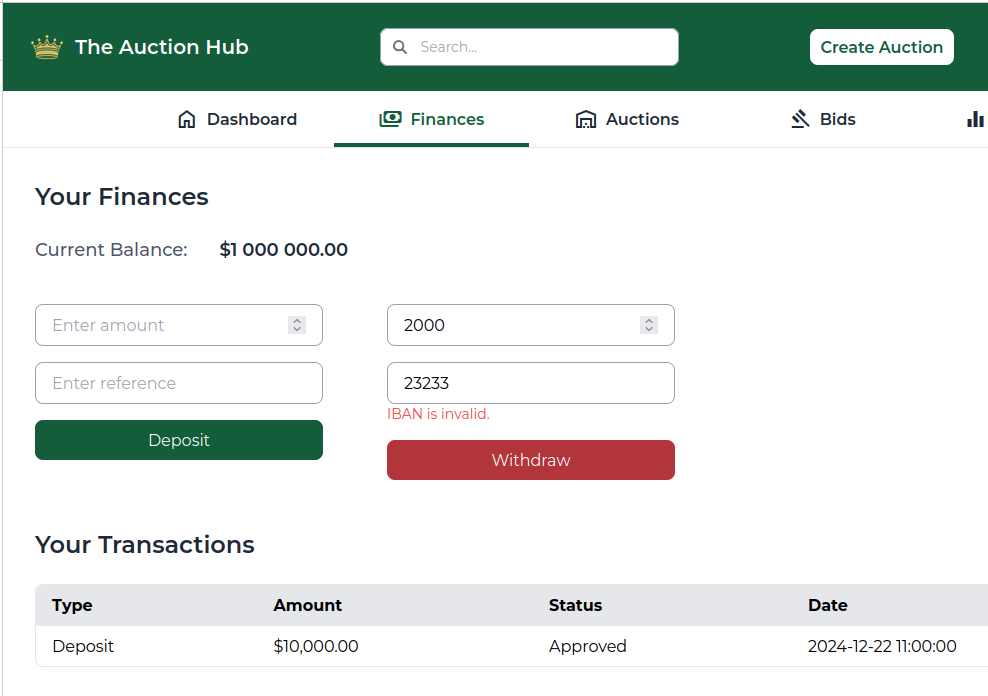 The Auction Hub
Search...
Create Auction
Dashboard
Finances
Auctions
Bids
Your Finances
Current Balance: $1 000 000.00
Enter amount
2000
Enter reference
23233
IBAN is invalid.
Deposit
Withdraw
Your Transactions
Type Amount Status Date
Deposit $10,000.00 Approved 2024-12-22 11:00:00